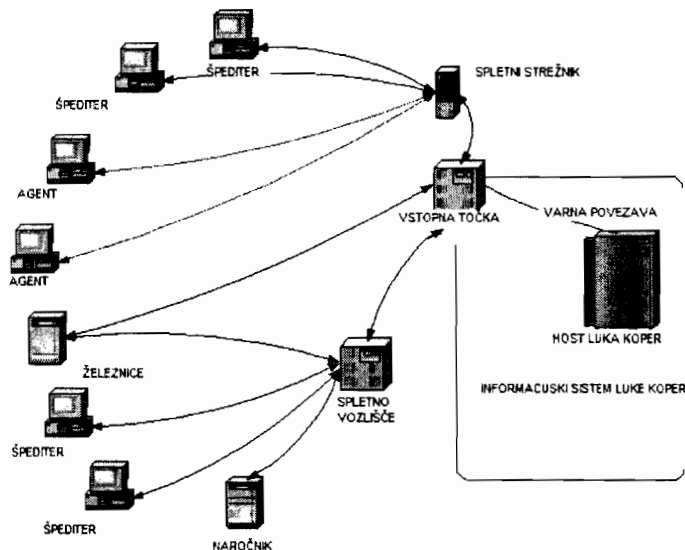 ŠPEDITER
SPLETNI STREŽNIK
ŠPEDITER
AGENT
VSTOPNA TOČKA
VARNA POVEZAVA
AGENT
HOST LUKA KOPER
ŽELEZNICE
INFORMACIJSKI SISTEM LUKE KOPER
SPLETNO
VOZLIŠČE
ŠPEDITER
ŠPEDITER
NAROČNIK